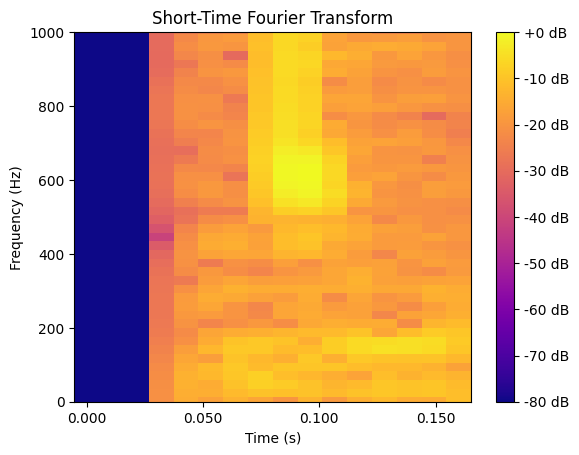 Short-Time Fourier Transform
1000
800
600
400
200
0
Frequency (Hz)
0.000
0.050
0.100
0.150
Time (s)
+0 dB
-10 dB
-20 dB
-30 dB
-40 dB
-50 dB
-60 dB
-70 dB
-80 dB